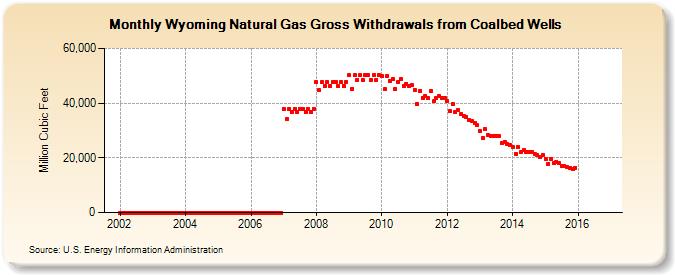 Monthly Wyoming Natural Gas Gross Withdrawals from Coalbed Wells
Million Cubic Feet
60,000
40,000
20,000
0
2002 2004 2006 2008 2010 2012 2014 2016
Source: U.S. Energy Information Administration